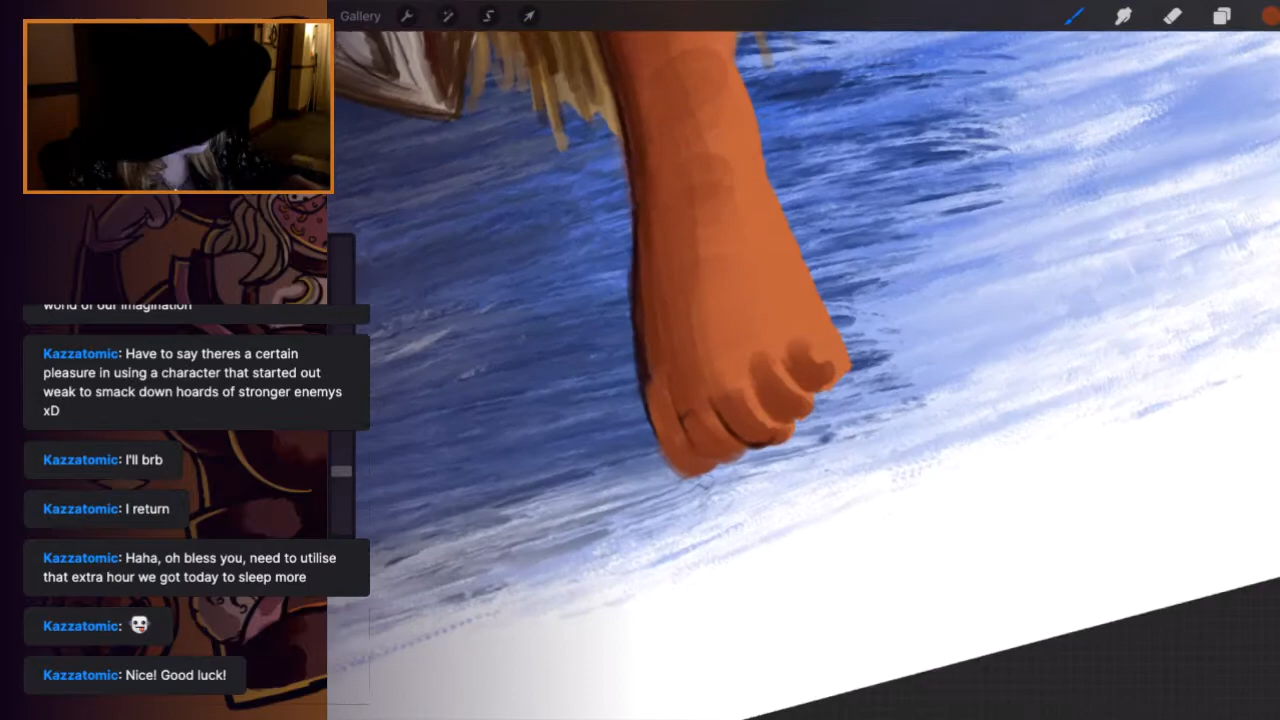 Gallery
world of our imagination
Kazzatomic: Have to say theres a certain
pleasure in using a character that started out
weak to smack down hoards of stronger enemys
xD
Kazzatomic: I'll brb
Kazzatomic: I return
Kazzatomic: Haha, oh bless you, need to utilise
that extra hour we got today to sleep more
Kazzatomic:
Kazzatomic: Nice! Good luck!